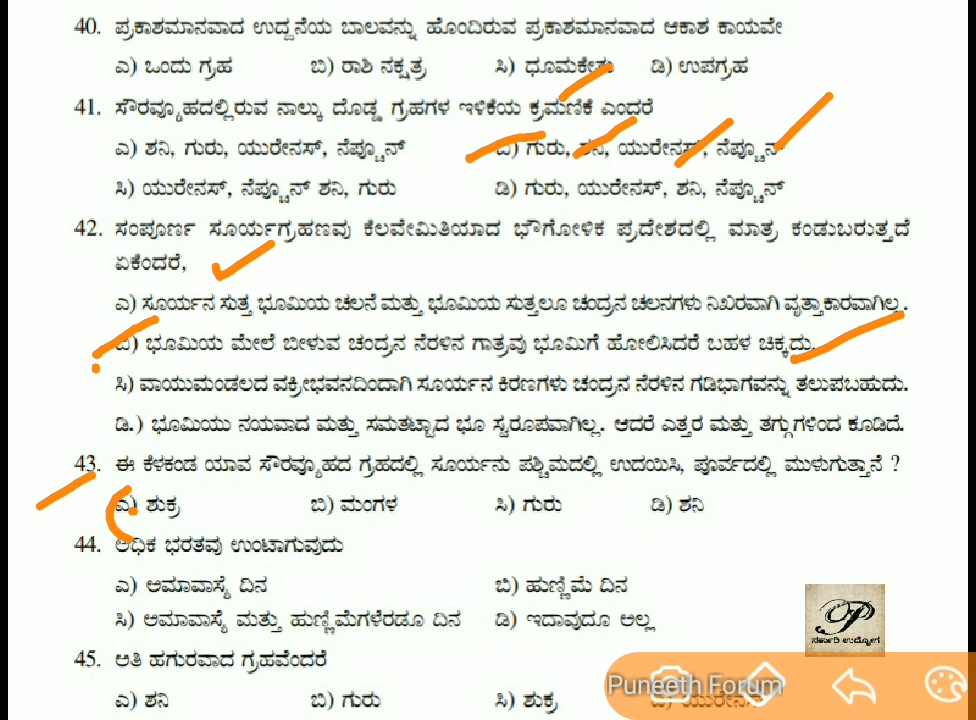 40. ಪ್ರಕಾಶಮಾನವಾದ ಉದ್ದನೆಯ ಬಾಲವನ್ನು ಹೊಂದಿರುವ ಪ್ರಕಾಶಮಾನವಾದ ಆಕಾಶ ಕಾಯವೇ
ಎ) ಒಂದು ಗ್ರಹ ಬಿ) ರಾಶಿ ನಕ್ಷತ್ರ ಸಿ) ಧೂಮಕೇತು ಡಿ) ಉಪಗ್ರಹ
41. ಸೌರವ್ಯೂಹದಲ್ಲಿರುವ ನಾಲ್ಕು ದೊಡ್ಡ ಗ್ರಹಗಳ ಇಳಿಕೆಯ ಕ್ರಮಣಿಕೆ ಎಂದರೆ
ಎ) ಶನಿ, ಗುರು, ಯುರೇನಸ್, ನೆಪ್ಚೂನ್ ಬಿ) ಗುರು, ಶನಿ, ಯುರೇನಸ್, ನೆಪ್ಚೂನ್
ಸಿ) ಯುರೇನಸ್, ನೆಪ್ಚೂನ್ ಶನಿ, ಗುರು ಡಿ) ಗುರು, ಯುರೇನಸ್, ಶನಿ, ನೆಪ್ಚೂನ್
42. ಸಂಪೂರ್ಣ ಸೂರ್ಯಗ್ರಹಣವು ಕೆಲವೇಮಿತಿಯಾದ ಭೌಗೋಳಿಕ ಪ್ರದೇಶದಲ್ಲಿ ಮಾತ್ರ ಕಂಡುಬರುತ್ತದೆ
ಏಕೆಂದರೆ,
ಎ) ಸೂರ್ಯನ ಸುತ್ತ ಭೂಮಿಯ ಚಲನೆ ಮತ್ತು ಭೂಮಿಯ ಸುತ್ತಲೂ ಚಂದ್ರನ ಚಲನಗಳು ನಿಖರವಾಗಿ ವೃತ್ತಾಕಾರವಾಗಿಲ್ಲ.
ಬಿ) ಭೂಮಿಯ ಮೇಲೆ ಬೀಳುವ ಚಂದ್ರನ ನೆರಳಿನ ಗಾತ್ರವು ಭೂಮಿಗೆ ಹೋಲಿಸಿದರೆ ಬಹಳ ಚಿಕ್ಕದು.
ಸಿ) ವಾಯುಮಂಡಲದ ವಕ್ರೀಭವನದಿಂದಾಗಿ ಸೂರ್ಯನ ಕಿರಣಗಳು ಚಂದ್ರನ ನೆರಳಿನ ಗಡಿಭಾಗವನ್ನು ತಲುಪಬಹುದು.
ಡಿ.) ಭೂಮಿಯು ನಯವಾದ ಮತ್ತು ಸಮತಟ್ಟಾದ ಭೂ ಸ್ವರೂಪವಾಗಿಲ್ಲ. ಆದರೆ ಎತ್ತರ ಮತ್ತು ತಗ್ಗುಗಳಿಂದ ಕೂಡಿದೆ.
43. ಈ ಕೆಳಕಂಡ ಯಾವ ಸೌರವ್ಯೂಹದ ಗ್ರಹದಲ್ಲಿ ಸೂರ್ಯನು ಪಶ್ಚಿಮದಲ್ಲಿ ಉದಯಿಸಿ, ಪೂರ್ವದಲ್ಲಿ ಮುಳುಗುತ್ತಾನೆ ?
ಎ) ಶುಕ್ರ ಬಿ) ಮಂಗಳ ಸಿ) ಗುರು ಡಿ) ಶನಿ
44. ಅಧಿಕ ಭರತವು ಉಂಟಾಗುವುದು
ಎ) ಅಮಾವಾಸ್ಯೆ ದಿನ ಬಿ) ಹುಣ್ಣಿಮೆ ದಿನ
ಸಿ) ಅಮಾವಾಸ್ಯೆ ಮತ್ತು ಹುಣ್ಣಿಮೆಗಳೆರಡೂ ದಿನ ಡಿ) ಇದಾವುದೂ ಅಲ್ಲ
P
ಸರ್ಕಾರಿ ಉದ್ಯೋಗ
45. ಅತಿ ಹಗುರವಾದ ಗ್ರಹವೆಂದರೆ
ಎ) ಶನಿ ಬಿ) ಗುರು ಸಿ) ಶುಕ್ರ ಡಿ) ಯುರೇನಸ್
Puneeth Forum